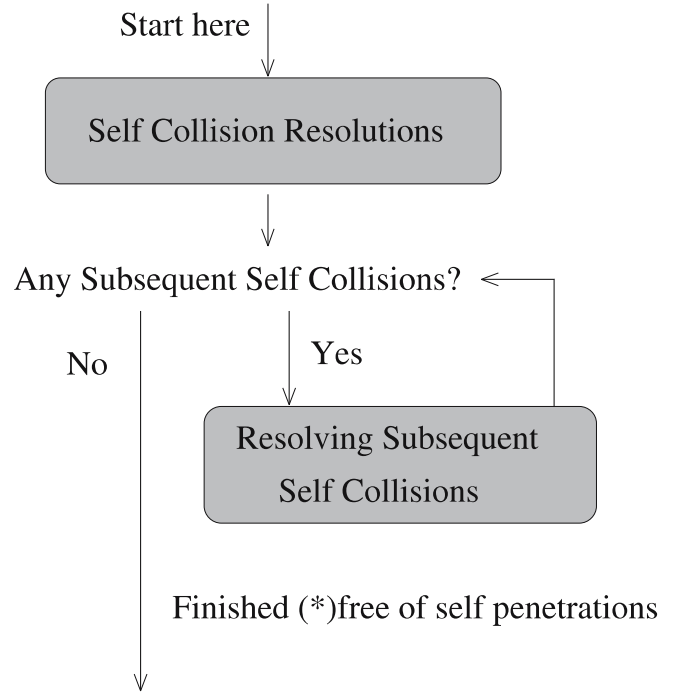 Start here
Self Collision Resolutions
Any Subsequent Self Collisions?
No
Yes
Resolving Subsequent
Self Collisions
Finished (*)free of self penetrations